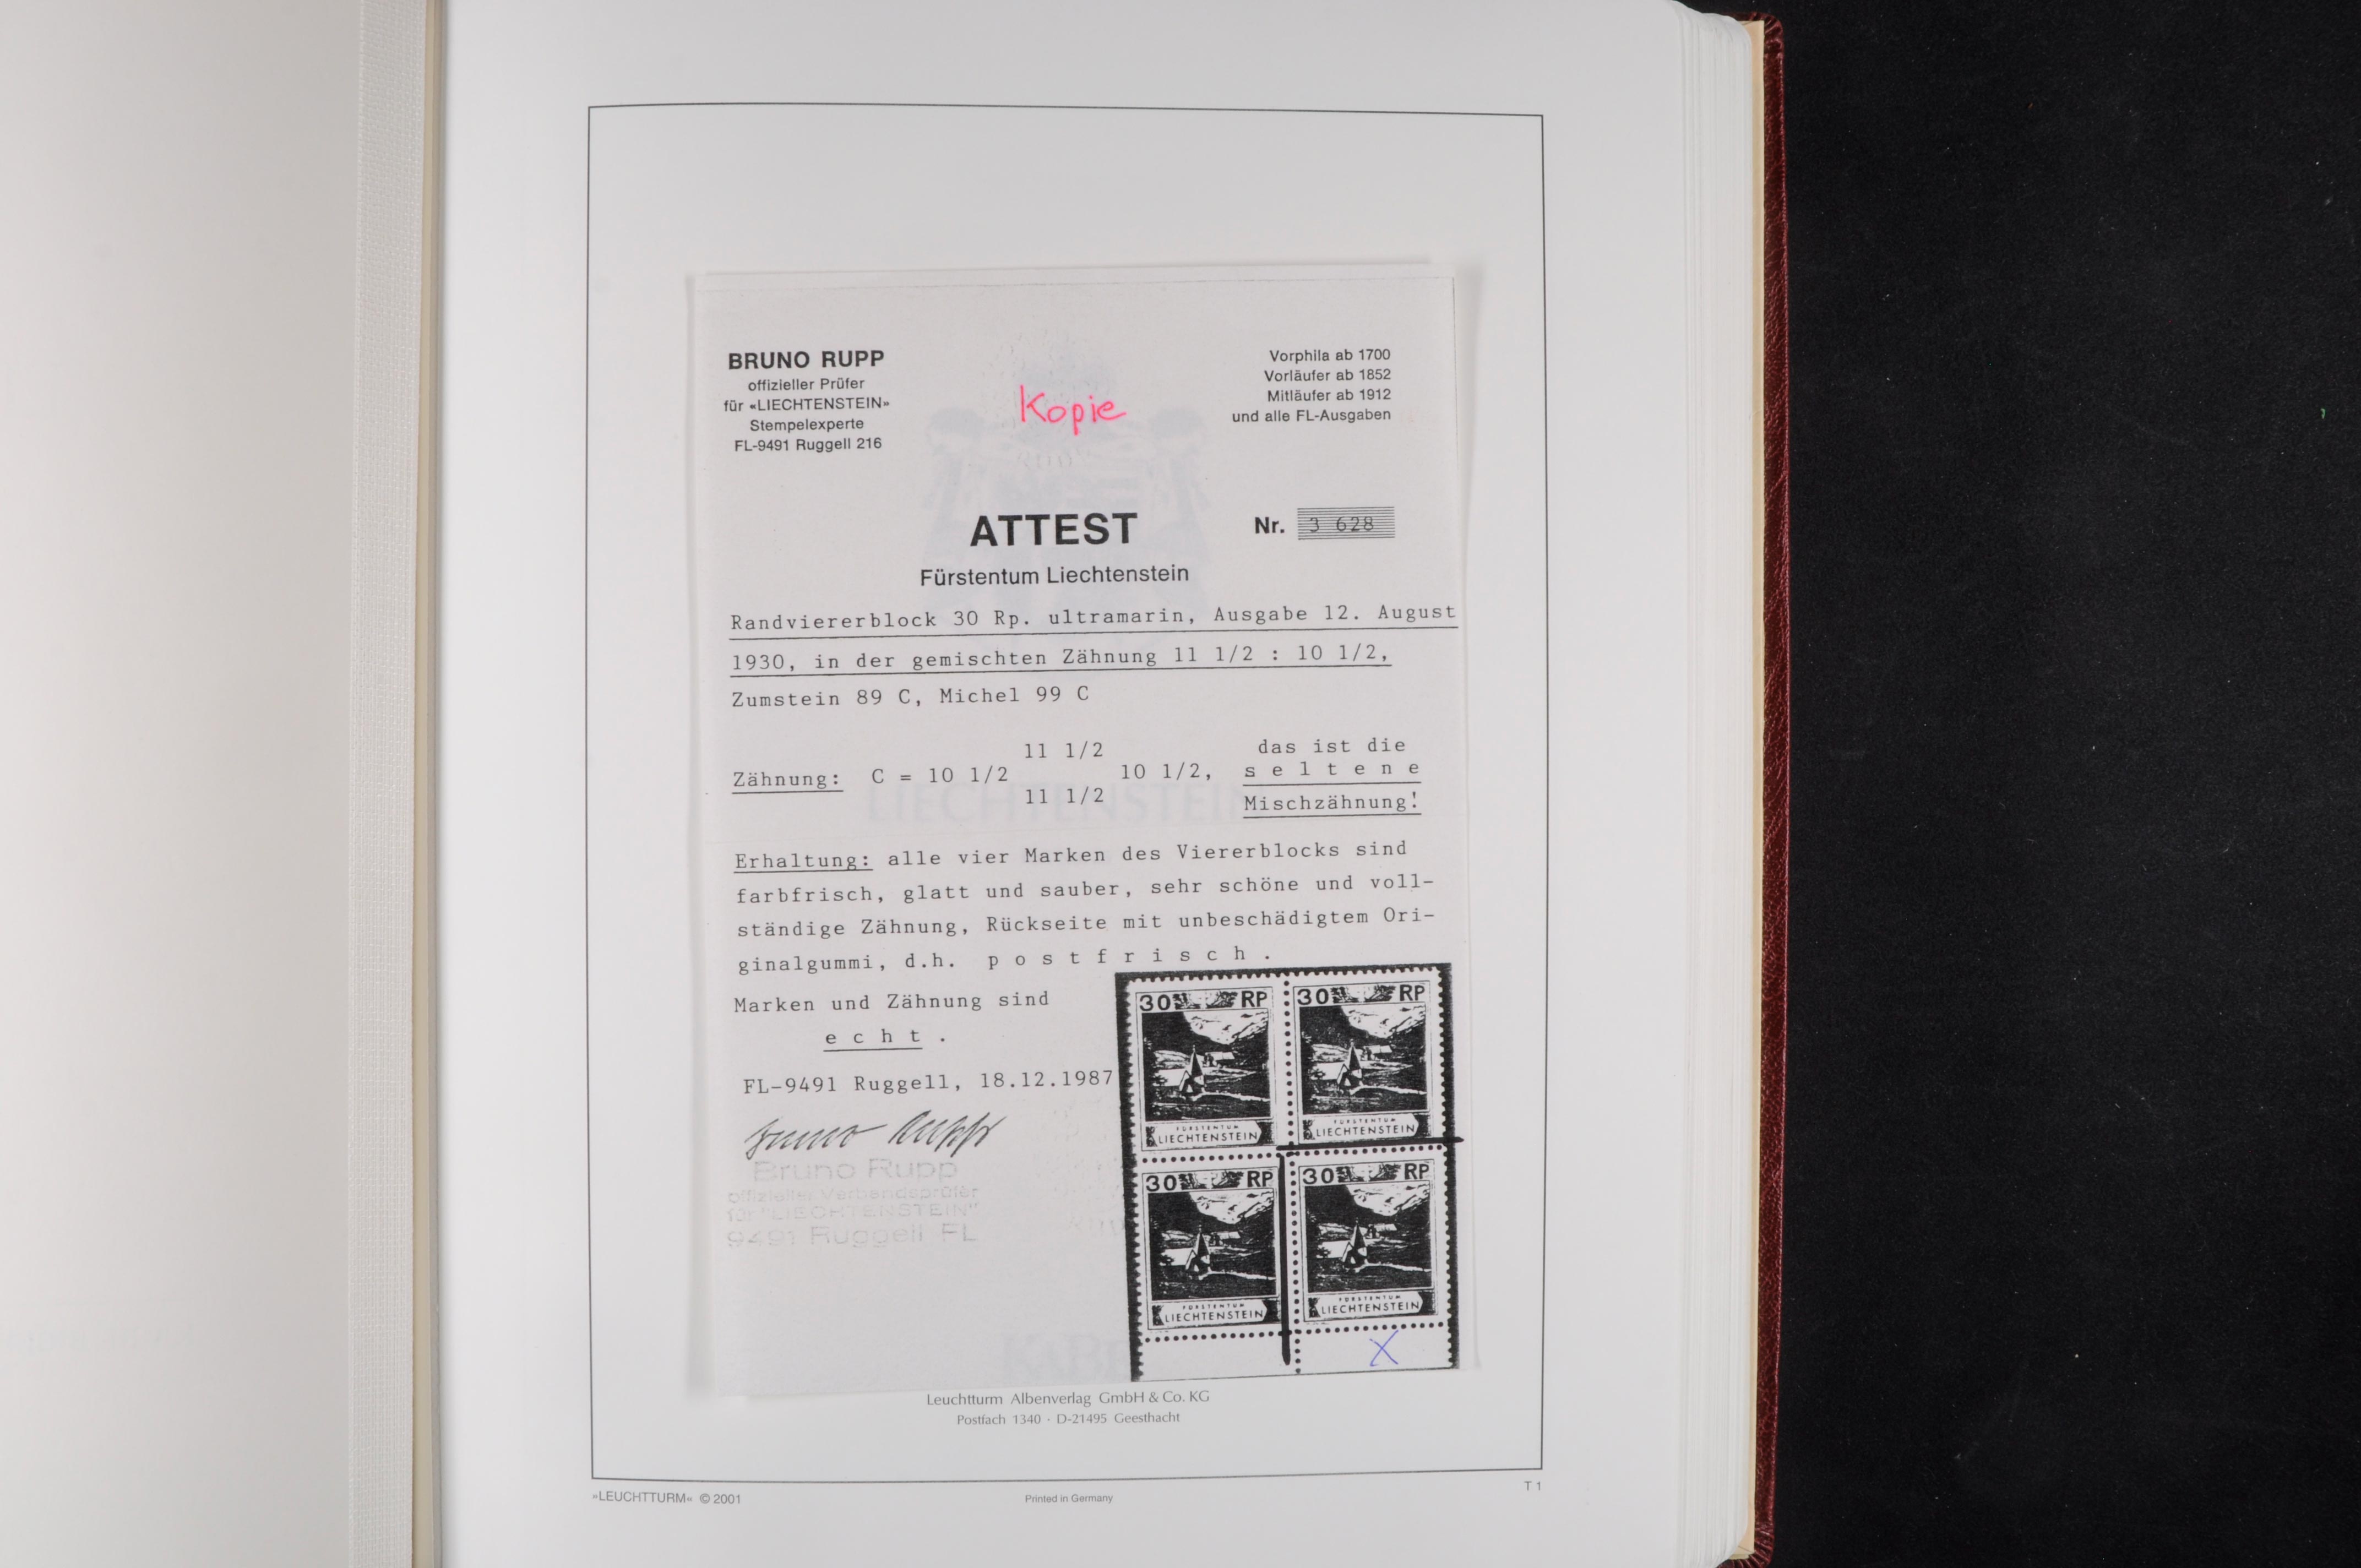 BRUNO RUPP
offizieller Prüfer
für «LIECHTENSTEIN»
Stempelexperte
FL-9491 Ruggell 216
Kopie
Vorphila ab 1700
Vorläufer ab 1852
Mitläufer ab 1912
und alle FL-Ausgaben
ATTEST
Nr. 3 628
Fürstentum Liechtenstein
Randviererblock 30 Rp. ultramarin, Ausgabe 12. August
1930, in der gemischten Zähnung 11 1/2 : 10 1/2,
Zumstein 89 C, Michel 99 C
11 1/2
Zähnung: C = 10 1/2 10 1/2,
11 1/2
das ist die
s e l t e n e
Mischzähnung!
LIECHTENSTEIN
Erhaltung: alle vier Marken des Viererblocks sind
farbfrisch, glatt und sauber, sehr schöne und voll-
ständige Zähnung, Rückseite mit unbeschädigtem Ori-
ginalgummi, d.h. p o s t f r i s c h .
Marken und Zähnung sind
e c h t .
FL-9491 Ruggell, 18.12.1987
Bruno Rupp
Bruno Rupp
offizieller Verbandsprüfer
für "LIECHTENSTEIN"
9491 Ruggell FL
30 RP
FÜRSTENTUM
LIECHTENSTEIN
30 RP
FÜRSTENTUM
LIECHTENSTEIN
30 RP
FÜRSTENTUM
LIECHTENSTEIN
30 RP
FÜRSTENTUM
LIECHTENSTEIN
X
Leuchtturm Albenverlag GmbH & Co. KG
Postfach 1340 · D-21495 Geesthacht
»LEUCHTTURM« © 2001
Printed in Germany
T 1